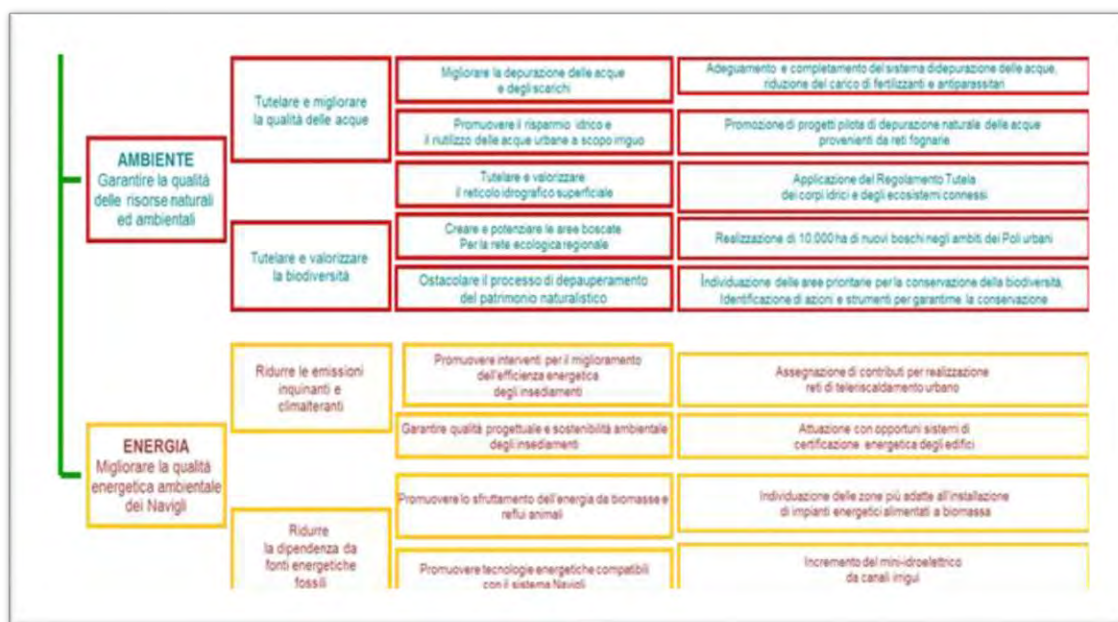 AMBIENTE
Garantire la qualità
delle risorse naturali
ed ambientali
Tutelare e migliorare
la qualità delle acque
Migliorare la depurazione delle acque
e degli scarichi
Adeguamento e completamento del sistema didepurazione delle acque,
riduzione del carico di fertilizzanti e antiparassitari
Promuovere il risparmio idrico e
il riutilizzo delle acque urbane a scopo irriguo
Promozione di progetti pilota di depurazione naturale delle acque
provenienti da reti fognarie
Tutelare e valorizzare
il reticolo idrografico superficiale
Applicazione del Regolamento Tutela
dei corpi idrici e degli ecosistemi connessi
Tutelare e valorizzare
la biodiversità
Creare e potenziare le aree boscate
Per la rete ecologica regionale
Realizzazione di 10.000 ha di nuovi boschi negli ambiti dei Poli urbani
Ostacolare il processo di depauperamento
del patrimonio naturalistico
Individuazione delle aree prioritarie per la conservazione della biodiversità,
Identificazione di azioni e strumenti per garantirne la conservazione
ENERGIA
Migliorare la qualità
energetica ambientale
dei Navigli
Ridurre le emissioni
inquinanti e
climalteranti
Promuovere interventi per il miglioramento
dell'efficienza energetica
degli insediamenti
Assegnazione di contributi per realizzazione
reti di teleriscaldamento urbano
Garantire qualità progettuale e sostenibilità ambientale
degli insediamenti
Attuazione con opportuni sistemi di
certificazione energetica degli edifici
Ridurre
la dipendenza da
fonti energetiche
fossili
Promuovere lo sfruttamento dell'energia da biomasse e
reflui animali
Individuazione delle zone più adatte all'installazione
di impianti energetici alimentati a biomassa
Promuovere tecnologie energetiche compatibili
con il sistema Navigli
Incremento del mini-idroelettrico
da canali irrigui